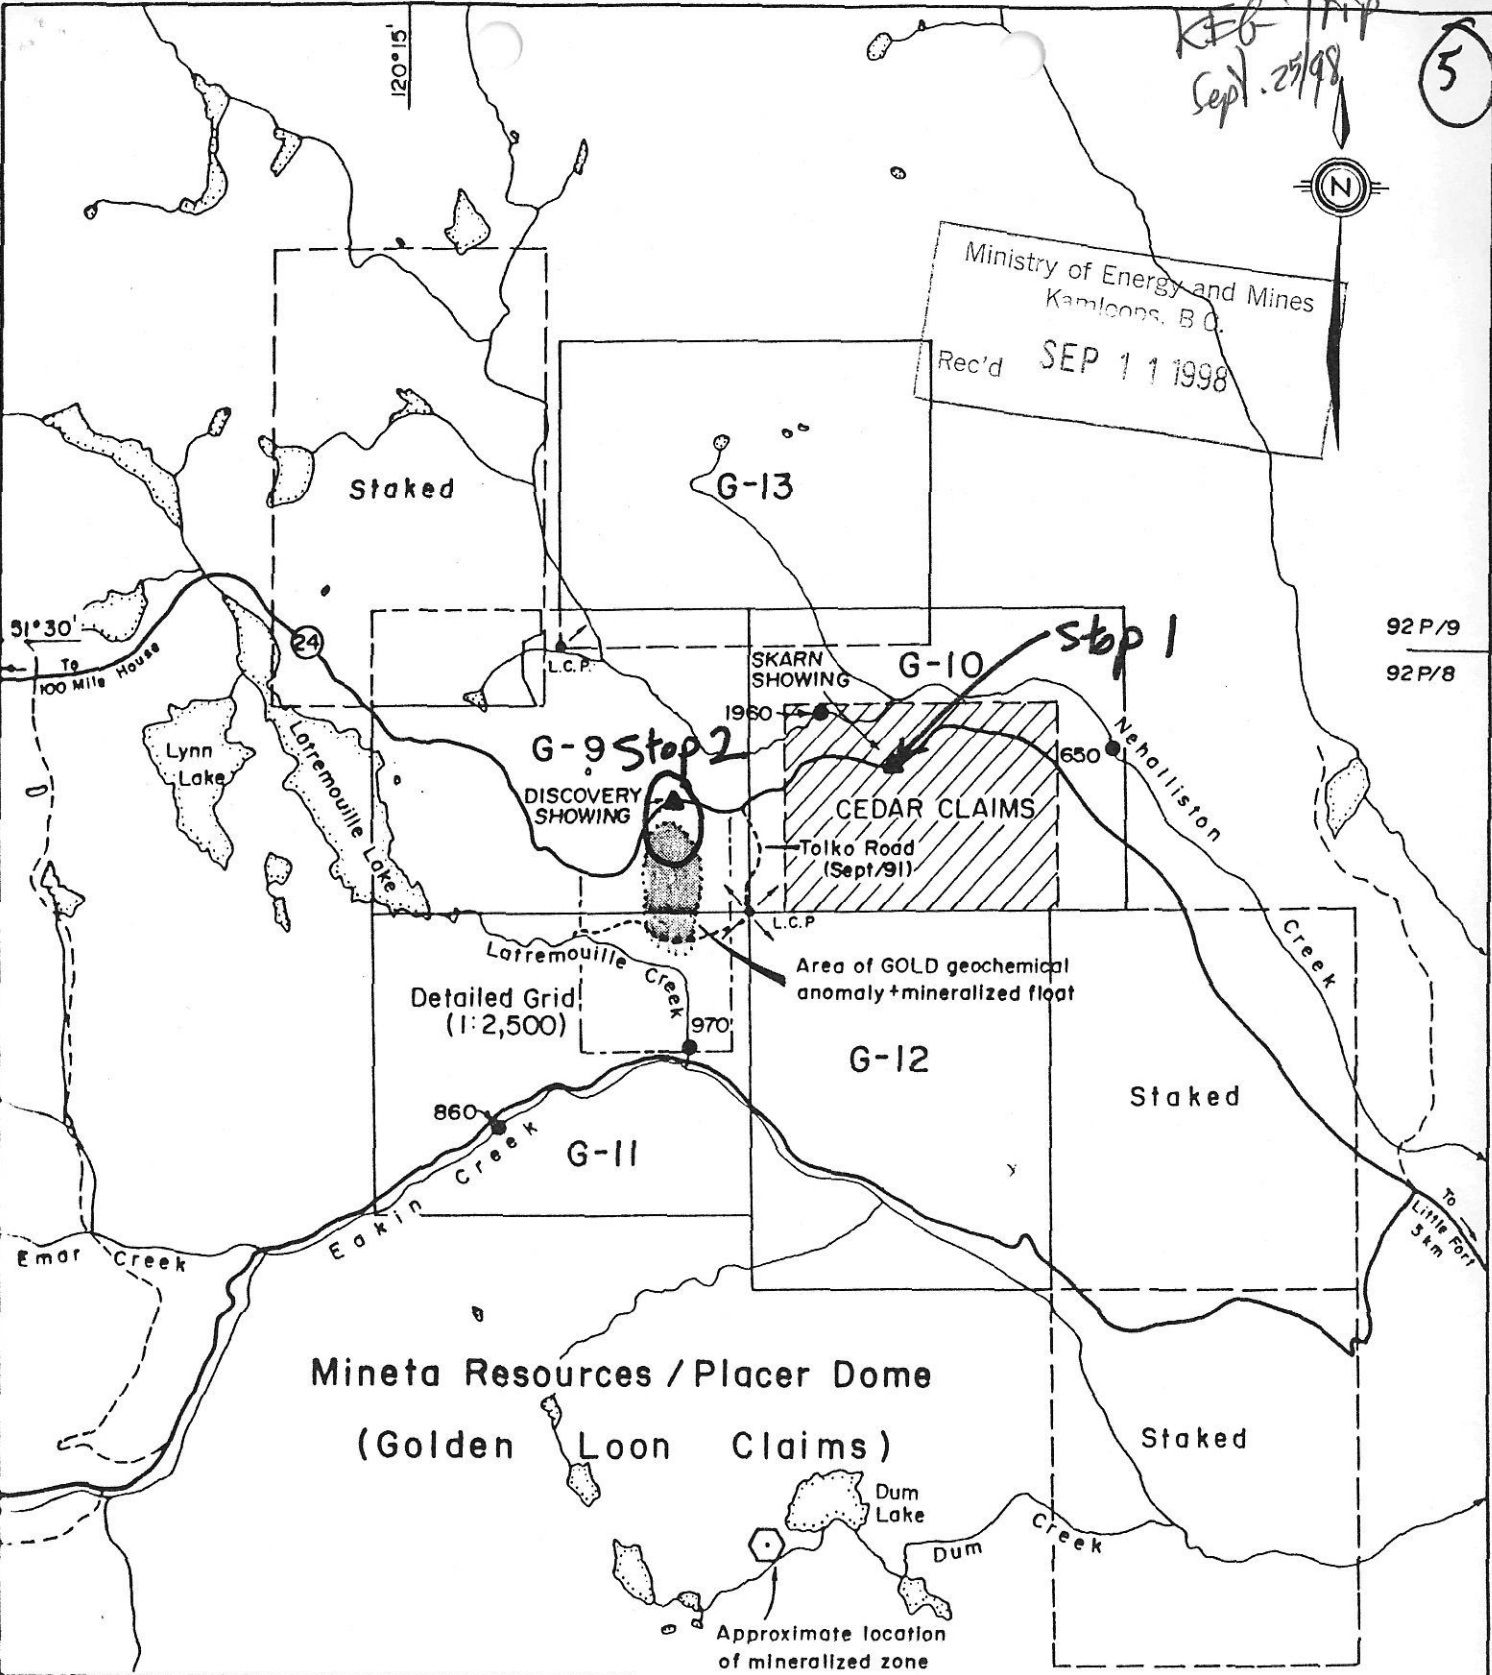 Sept. 25/98
5
120°15'
N
Ministry of Energy and Mines
Kamloops, B.C.
Rec'd SEP 11 1998
G-13
Staked
51°30'
24
To
100 Mile House
92 P/9
92 P/8
L.C.P.
SKARN
SHOWING
G-10
Stop 1
1960
Lynn
Lake
Latremouille Lake
G-9
Stop 2
650
Nehalliston Creek
DISCOVERY
SHOWING
CEDAR CLAIMS
Tolko Road
(Sept/91)
L.C.P
Latremouille Creek
Area of GOLD geochemical
anomaly + mineralized float
Detailed Grid
(1:2,500)
970
G-12
Staked
860
Eakin Creek
G-11
To
Little Fort
5 km
Emar Creek
Mineta Resources / Placer Dome
(Golden Loon Claims)
Staked
Dum
Lake
Dum Creek
Approximate location
of mineralized zone